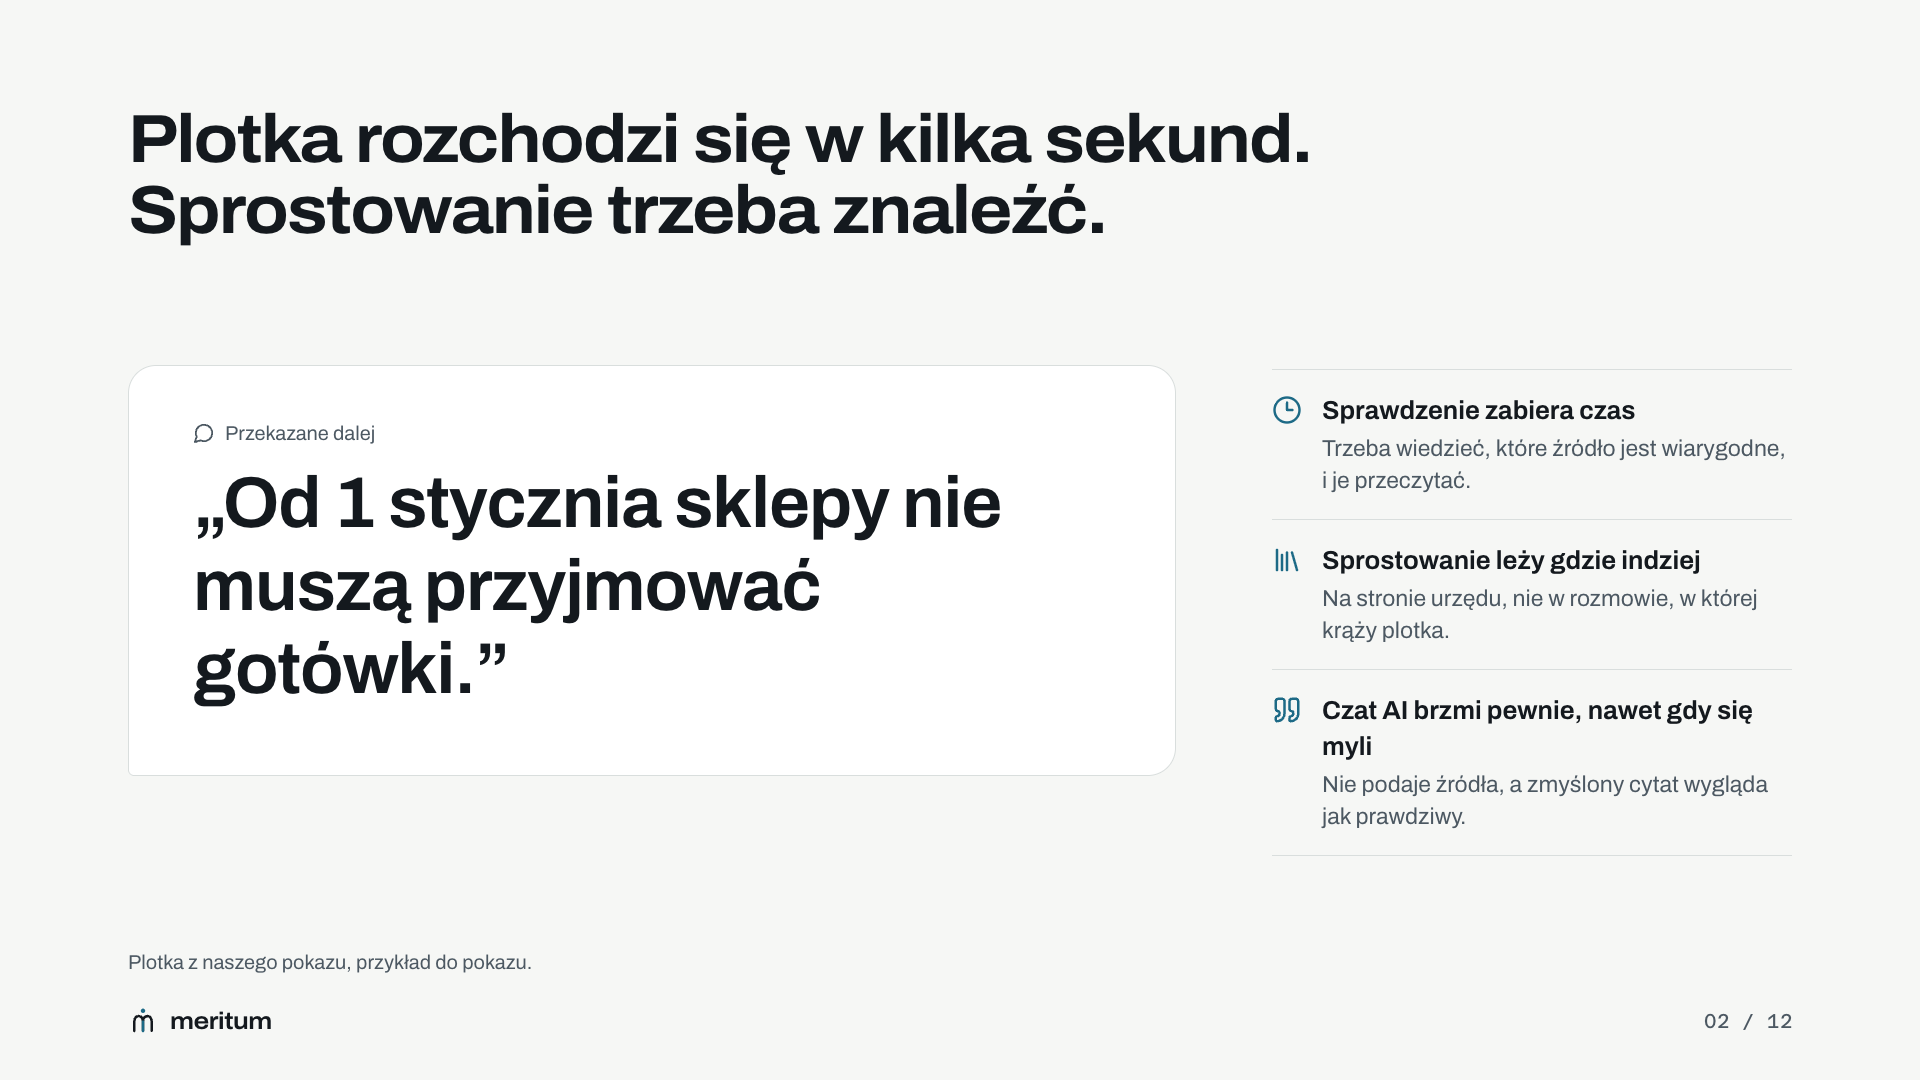 Plotka rozchodzi się w kilka sekund.
Sprostowanie trzeba znaleźć.
Przekazane dalej
„Od 1 stycznia sklepy nie
muszą przyjmować
gotówki.”
Sprawdzenie zabiera czas
Trzeba wiedzieć, które źródło jest wiarygodne,
i je przeczytać.
Sprostowanie leży gdzie indziej
Na stronie urzędu, nie w rozmowie, w której
krąży plotka.
Czat AI brzmi pewnie, nawet gdy się
myli
Nie podaje źródła, a zmyślony cytat wygląda
jak prawdziwy.
Plotka z naszego pokazu, przykład do pokazu.
meritum
02 / 12